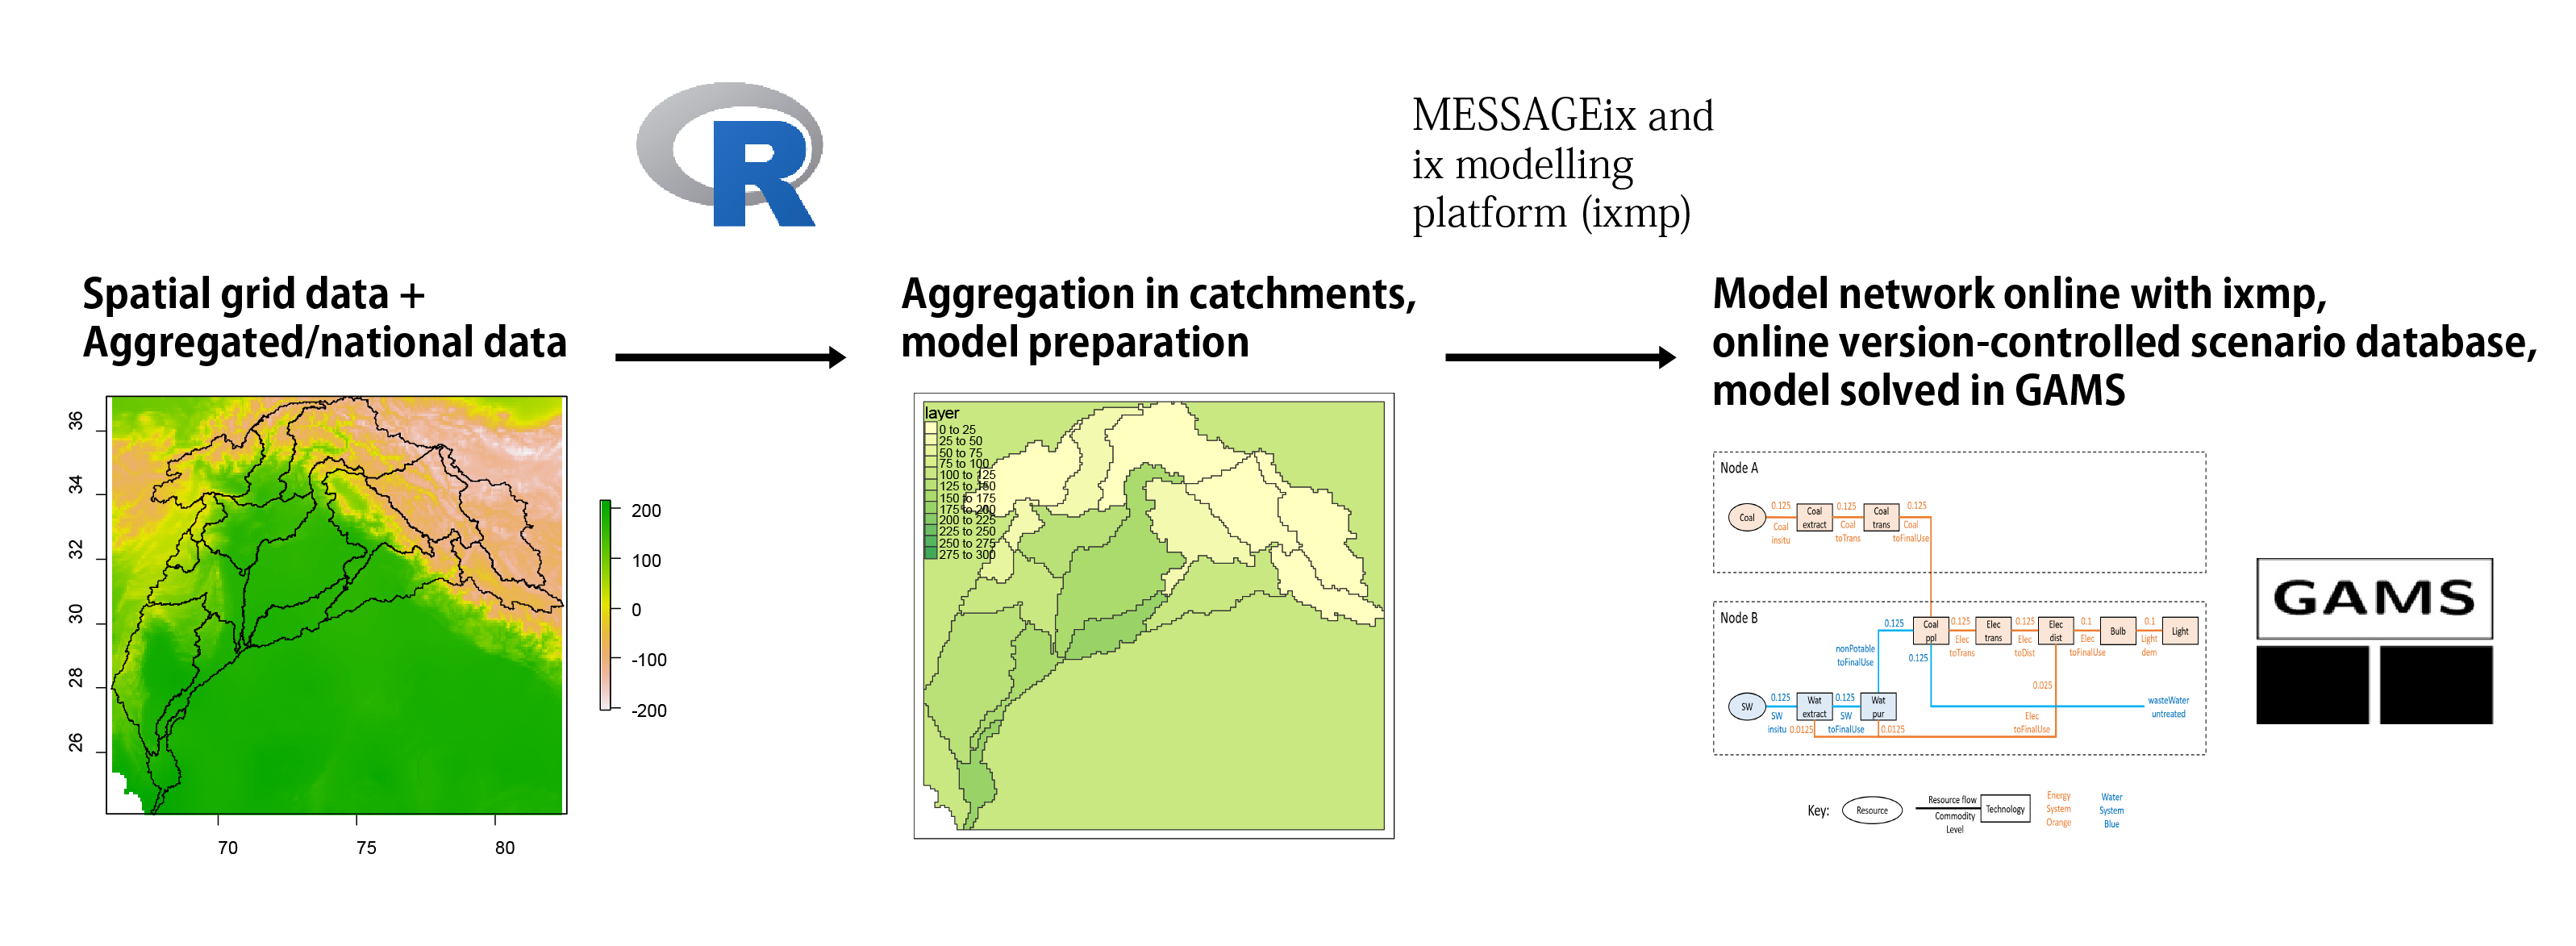 R
MESSAGEix and
ix modelling
platform (ixmp)
Spatial grid data +
Aggregated/national data
Aggregation in catchments,
model preparation
Model network online with ixmp,
online version-controlled scenario database,
model solved in GAMS
36
34
32
30
28
26
70
75
80
200
100
0
-100
-200
layer
0 to 25
25 to 50
50 to 75
75 to 100
100 to 125
125 to 150
150 to 175
175 to 200
200 to 225
225 to 250
250 to 275
275 to 300
Node A
0.125
0.125
0.125
Coal
Coal
extract
Coal
trans
Coal
insitu
Coal
toTrans
Coal
toFinalUse
Node B
0.125
Coal
ppl
0.125
Elec
trans
0.125
Elec
dist
0.1
Bulb
0.1
Light
Elec
toTrans
Elec
toDist
Elec
toFinalUse
Light
dem
nonPotable
toFinalUse
0.125
0.025
SW
0.125
Wat
extract
0.125
Wat
pur
wasteWater
untreated
SW
insitu
0.0125
SW
toFinalUse
0.0125
Elec
toFinalUse
GAMS
Key:
Resource
Resource flow
Commodity
Level
Technology
Energy
System
Orange
Water
System
Blue